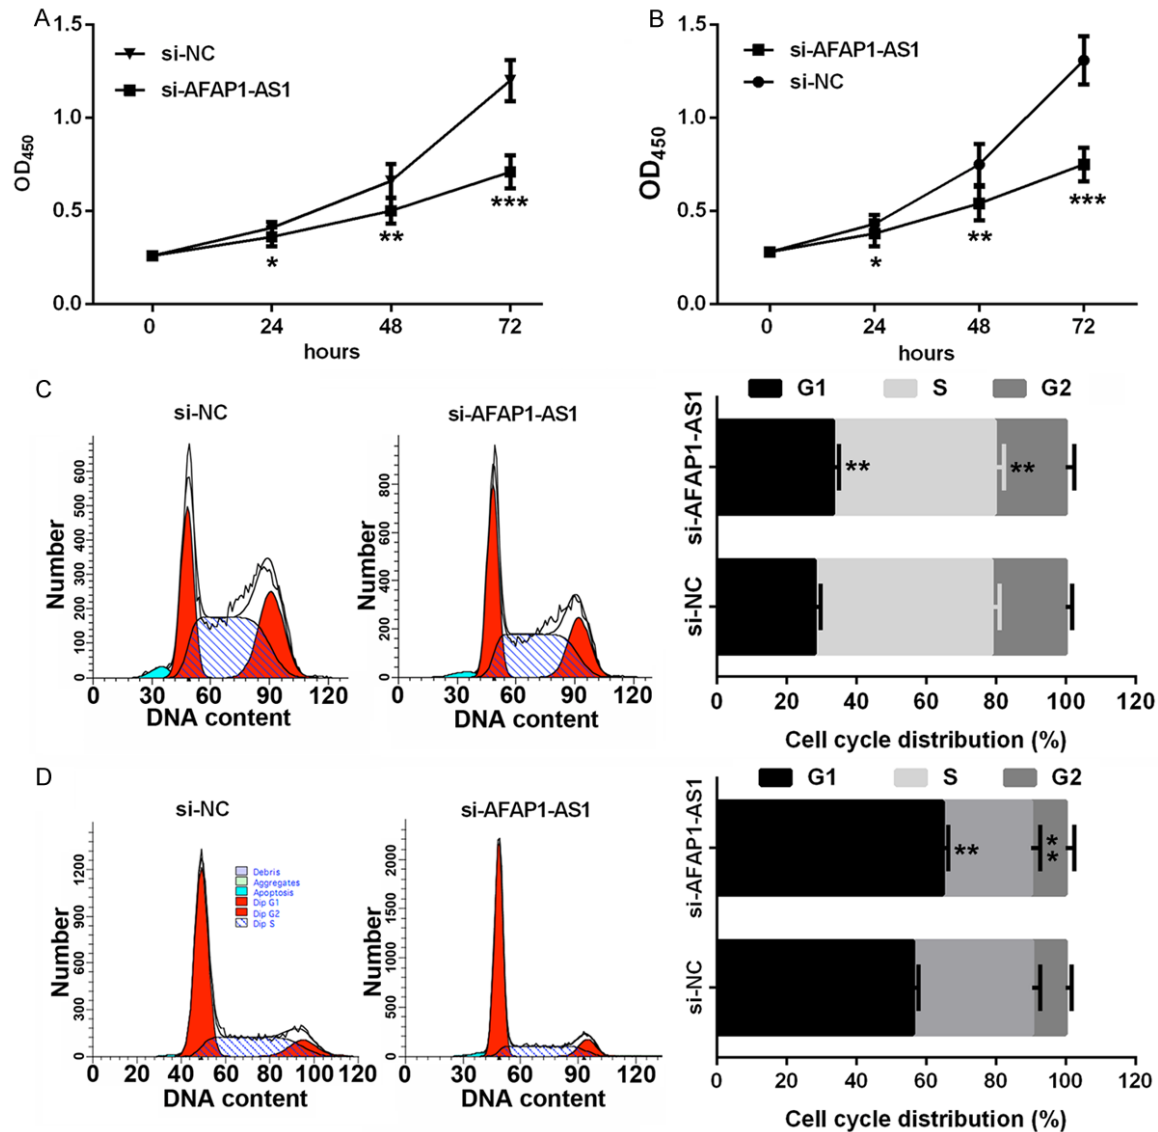 A
B
1.5
1.0
0.5
0.0
OD450
si-NC
si-AFAP1-AS1
*
**
***
0
24
48
72
hours
1.5
1.0
0.5
0.0
OD450
si-AFAP1-AS1
si-NC
*
**
***
0
24
48
72
hours
C
si-NC
Number
600
500
400
300
200
100
0
0
30
60
90
120
DNA content
si-AFAP1-AS1
Number
800
600
400
200
0
0
30
60
90
120
DNA content
G1
S
G2
si-AFAP1-AS1
**
**
si-NC
0
20
40
60
80
100
120
Cell cycle distribution (%)
D
si-NC
Number
1200
900
600
300
0
Debris
Aggregates
Apoptosis
Dip G1
Dip G2
Dip S
0
20
40
60
80
100
120
DNA content
si-AFAP1-AS1
Number
2000
1500
1000
500
0
0
30
60
90
120
DNA content
G1
S
G2
si-AFAP1-AS1
**
**
si-NC
0
20
40
60
80
100
120
Cell cycle distribution (%)